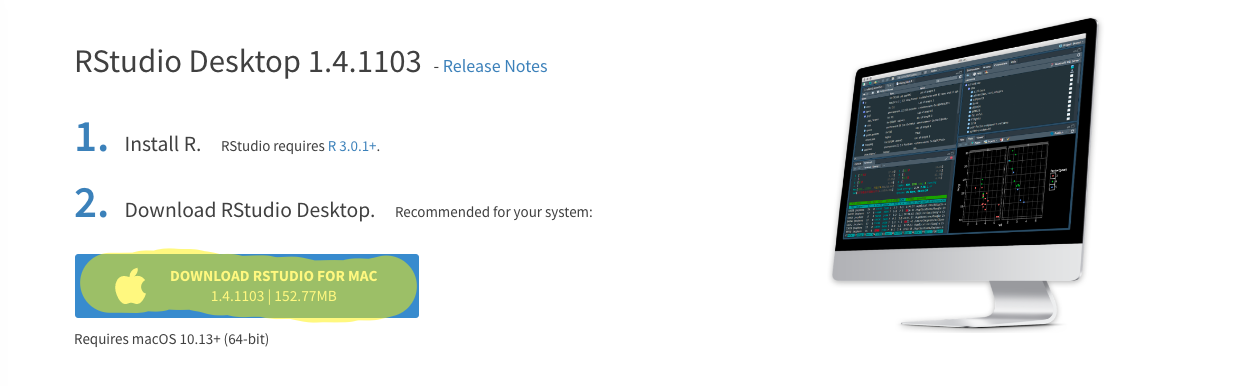 RStudio Desktop 1.4.1103 - Release Notes
1. Install R. RStudio requires R 3.0.1+.
2. Download RStudio Desktop. Recommended for your system:
DOWNLOAD RSTUDIO FOR MAC
1.4.1103 | 152.77MB
Requires macOS 10.13+ (64-bit)